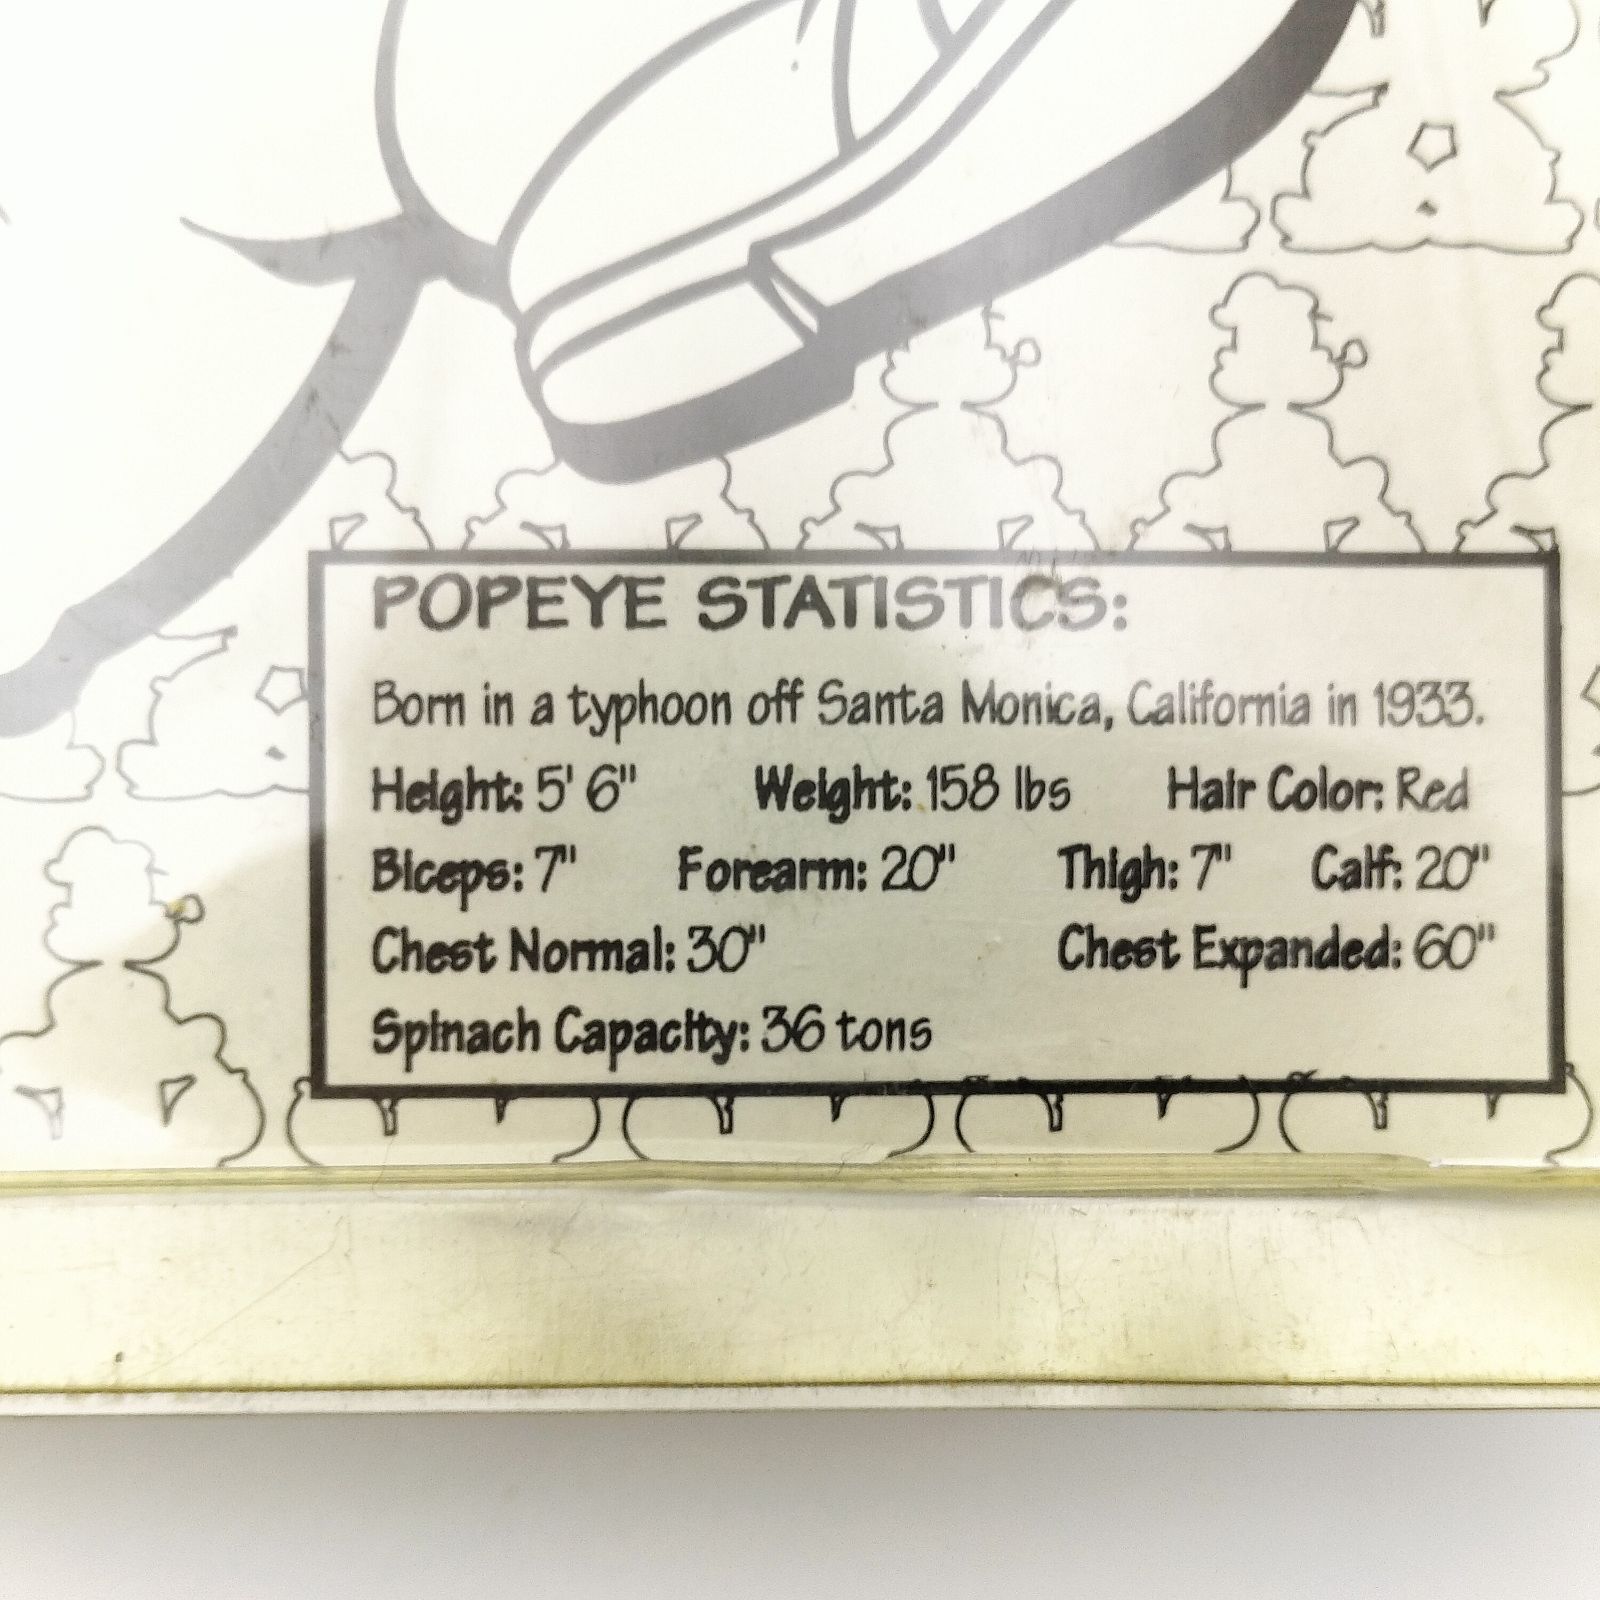 POPEYE STATISTICS:
Born in a typhoon off Santa Monica, California in 1933.
Height: 5' 6" Weight: 158 lbs Hair Color: Red
Biceps: 7" Forearm: 20" Thigh: 7" Calf: 20"
Chest Normal: 30" Chest Expanded: 60"
Spinach Capacity: 36 tons